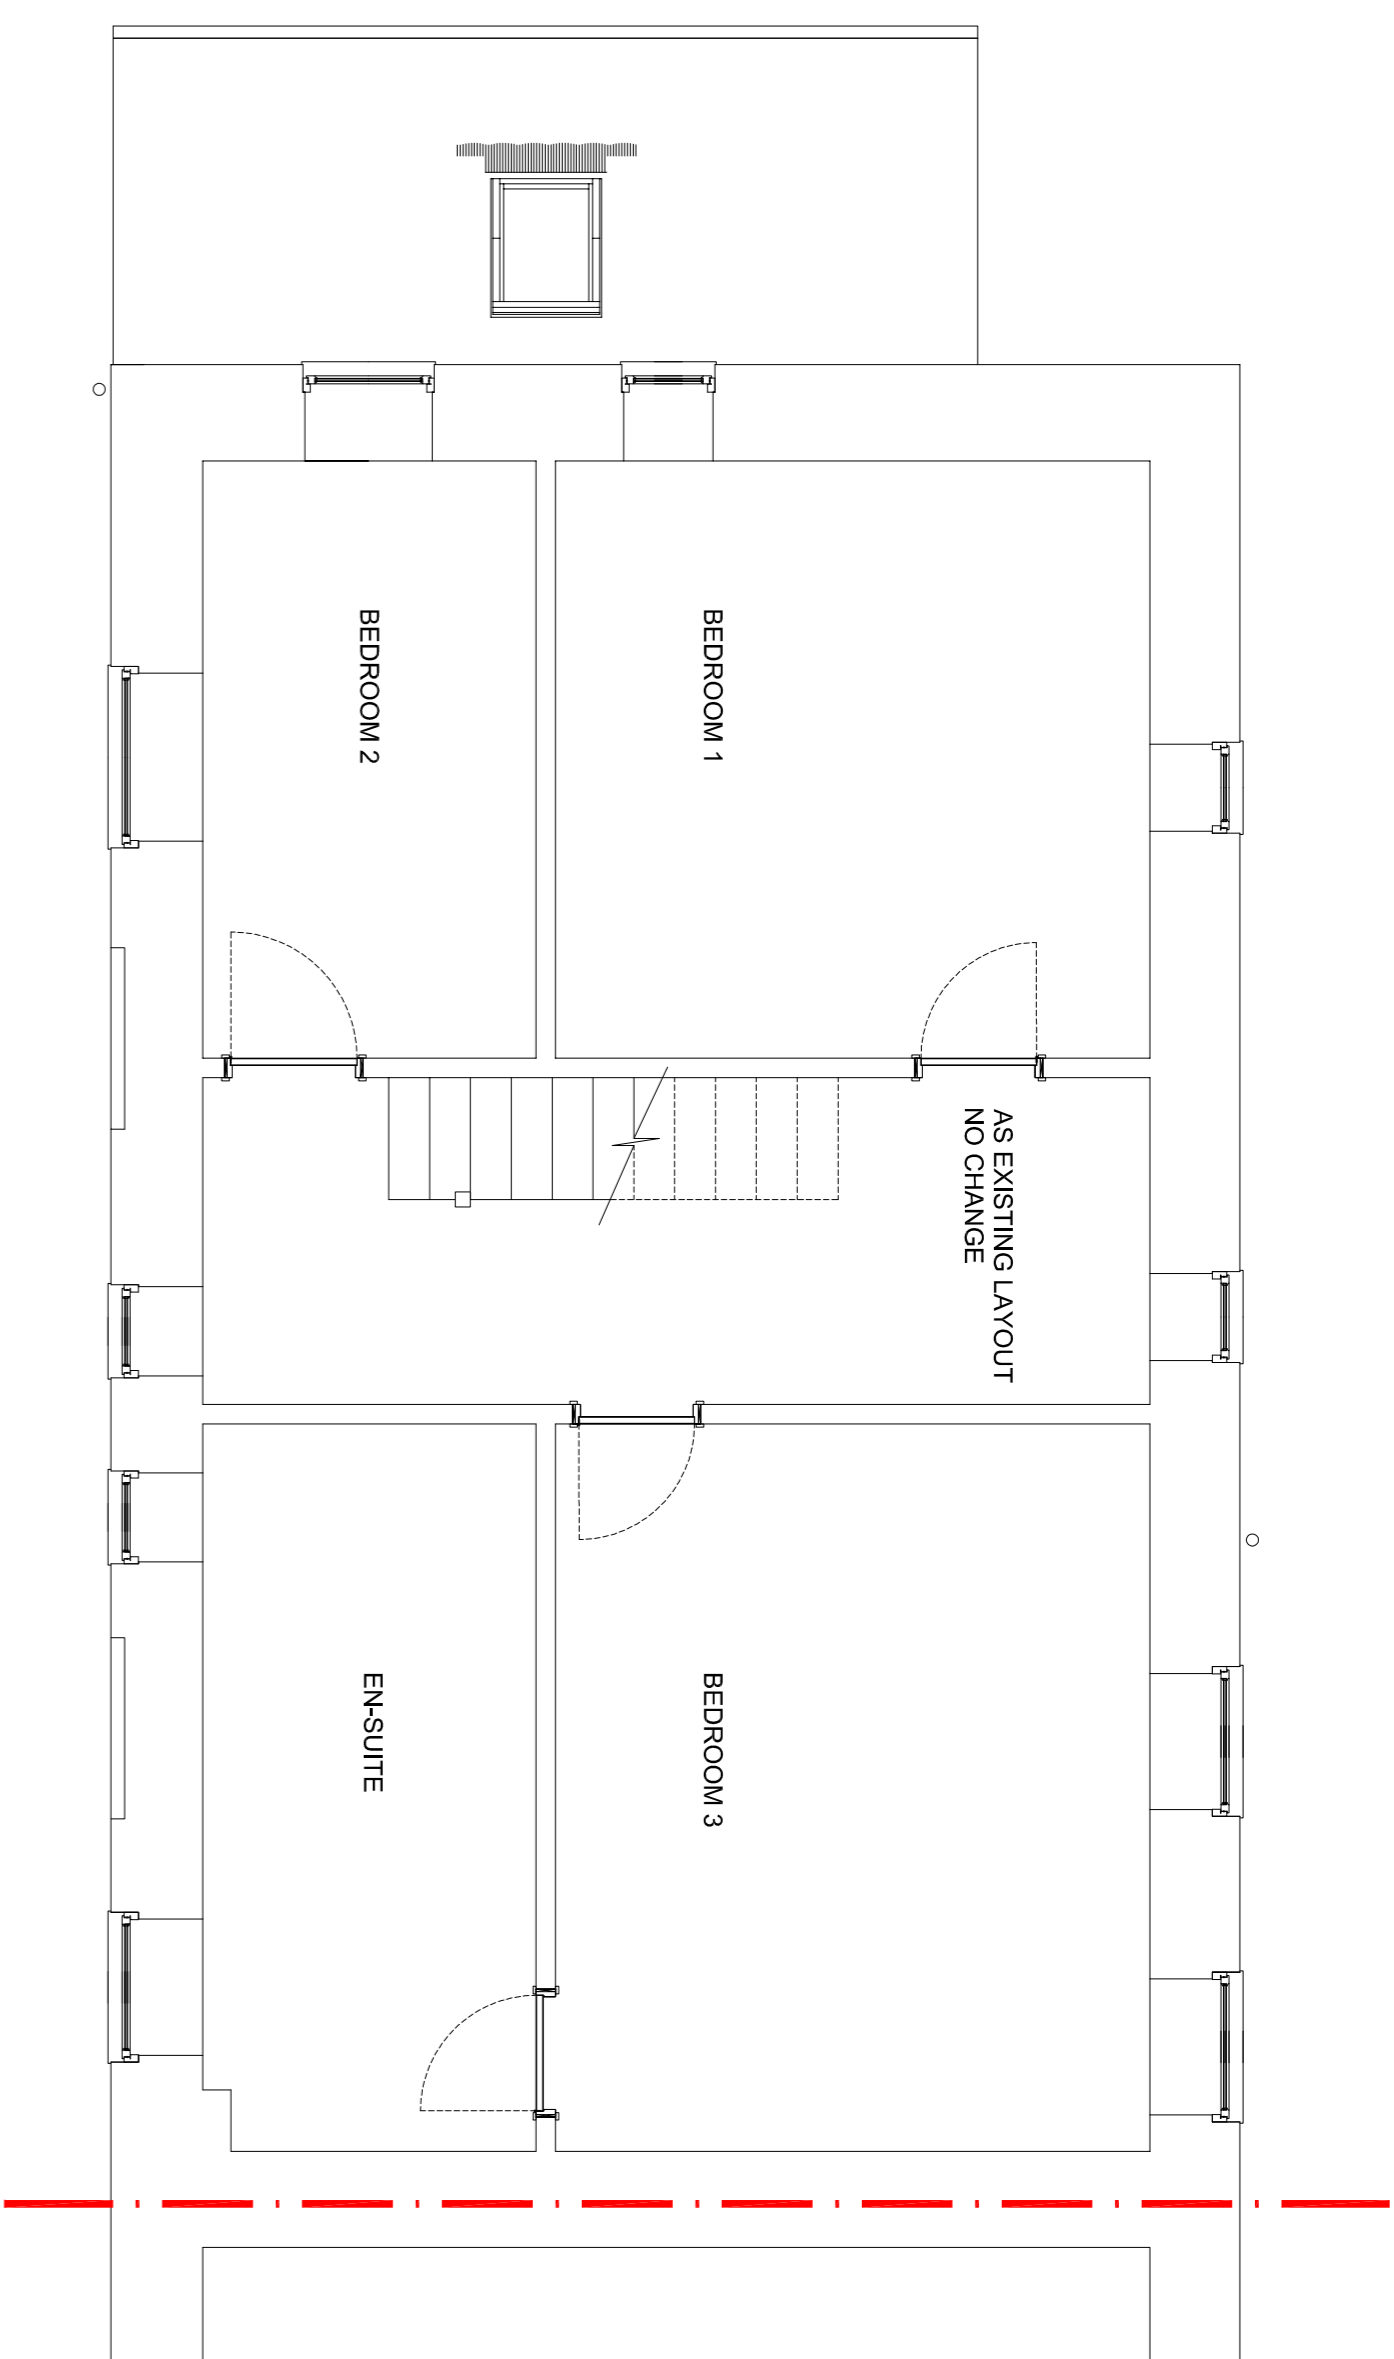 BEDROOM 1
BEDROOM 2
AS EXISTING LAYOUT
NO CHANGE
BEDROOM 3
EN-SUITE